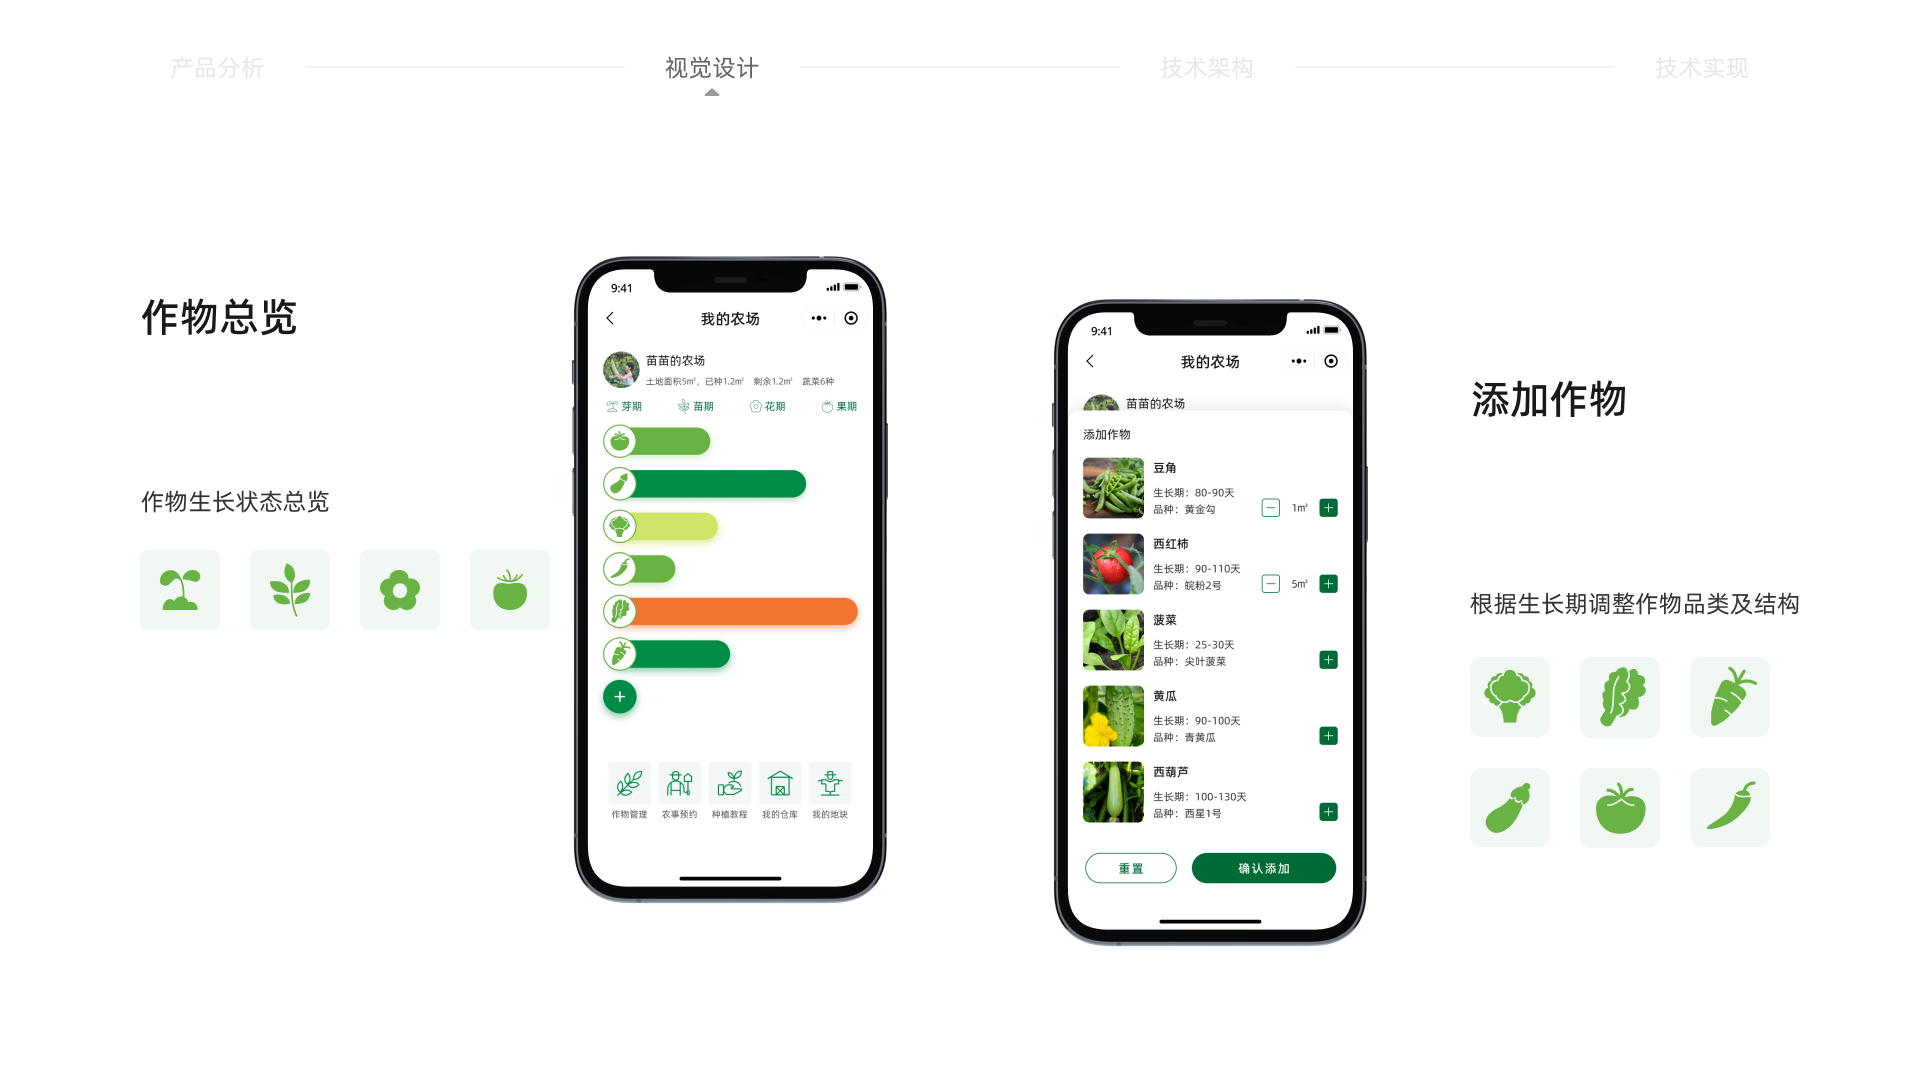 产品分析
视觉设计
技术架构
技术实现
作物总览
作物生长状态总览
9:41
我的农场
苗苗的农场
土地面积5㎡，已种1.2㎡ 剩余1.2㎡ 蔬菜6种
芽期 苗期 花期 果期
作物管理 农事预约 种植教程 我的仓库 我的地块
9:41
我的农场
苗苗的农场
添加作物
豆角
生长期：80-90天
品种：黄金勾
1㎡
西红柿
生长期：90-110天
品种：皖粉2号
5㎡
菠菜
生长期：25-30天
品种：尖叶菠菜
黄瓜
生长期：90-100天
品种：青黄瓜
西葫芦
生长期：100-130天
品种：西星1号
重置
确认添加
添加作物
根据生长期调整作物品类及结构